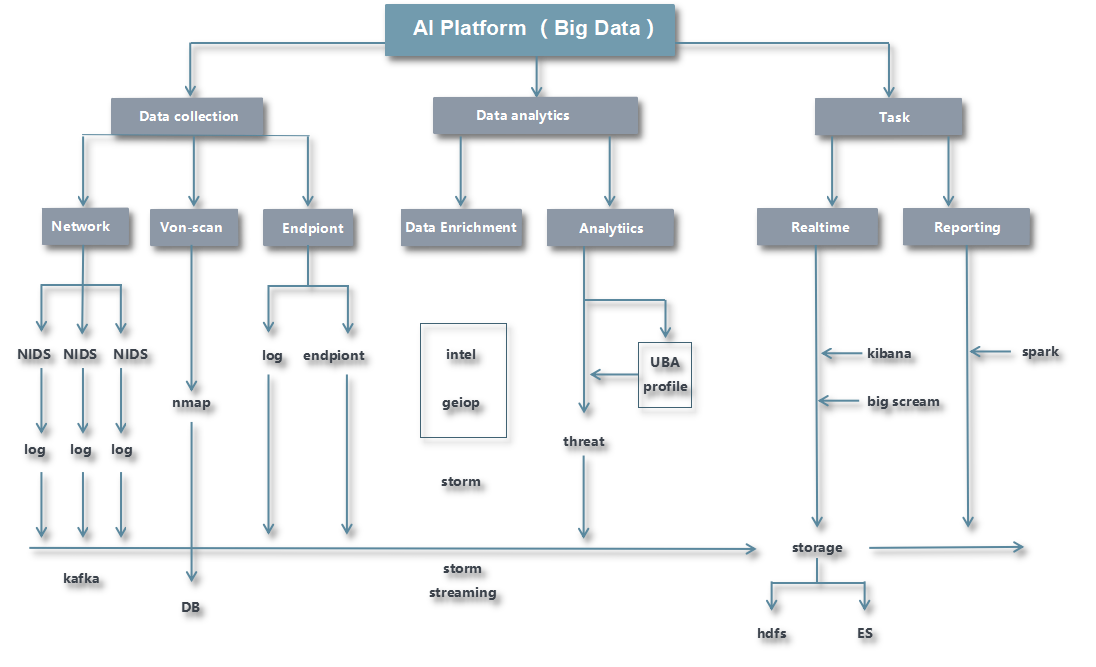 AI Platform ( Big Data )
Data collection
Data analytics
Task
Network
Von-scan
Endpiont
Data Enrichment
Analytiics
Realtime
Reporting
NIDS
NIDS
NIDS
log
endpiont
intel
UBA
profile
kibana
spark
nmap
geiop
big scream
log
log
log
threat
storm
storage
kafka
storm
streaming
DB
hdfs
ES